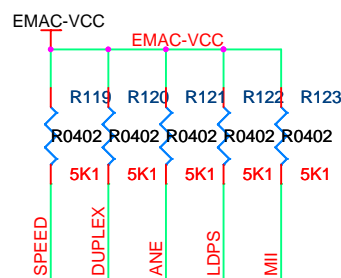 EMAC-VCC
EMAC-VCC
R119 R120 R121 R122 R123
R0402 R0402 R0402 R0402 R0402
5K1 5K1 5K1 5K1 5K1
SPEED DUPLEX ANE LDPS MII